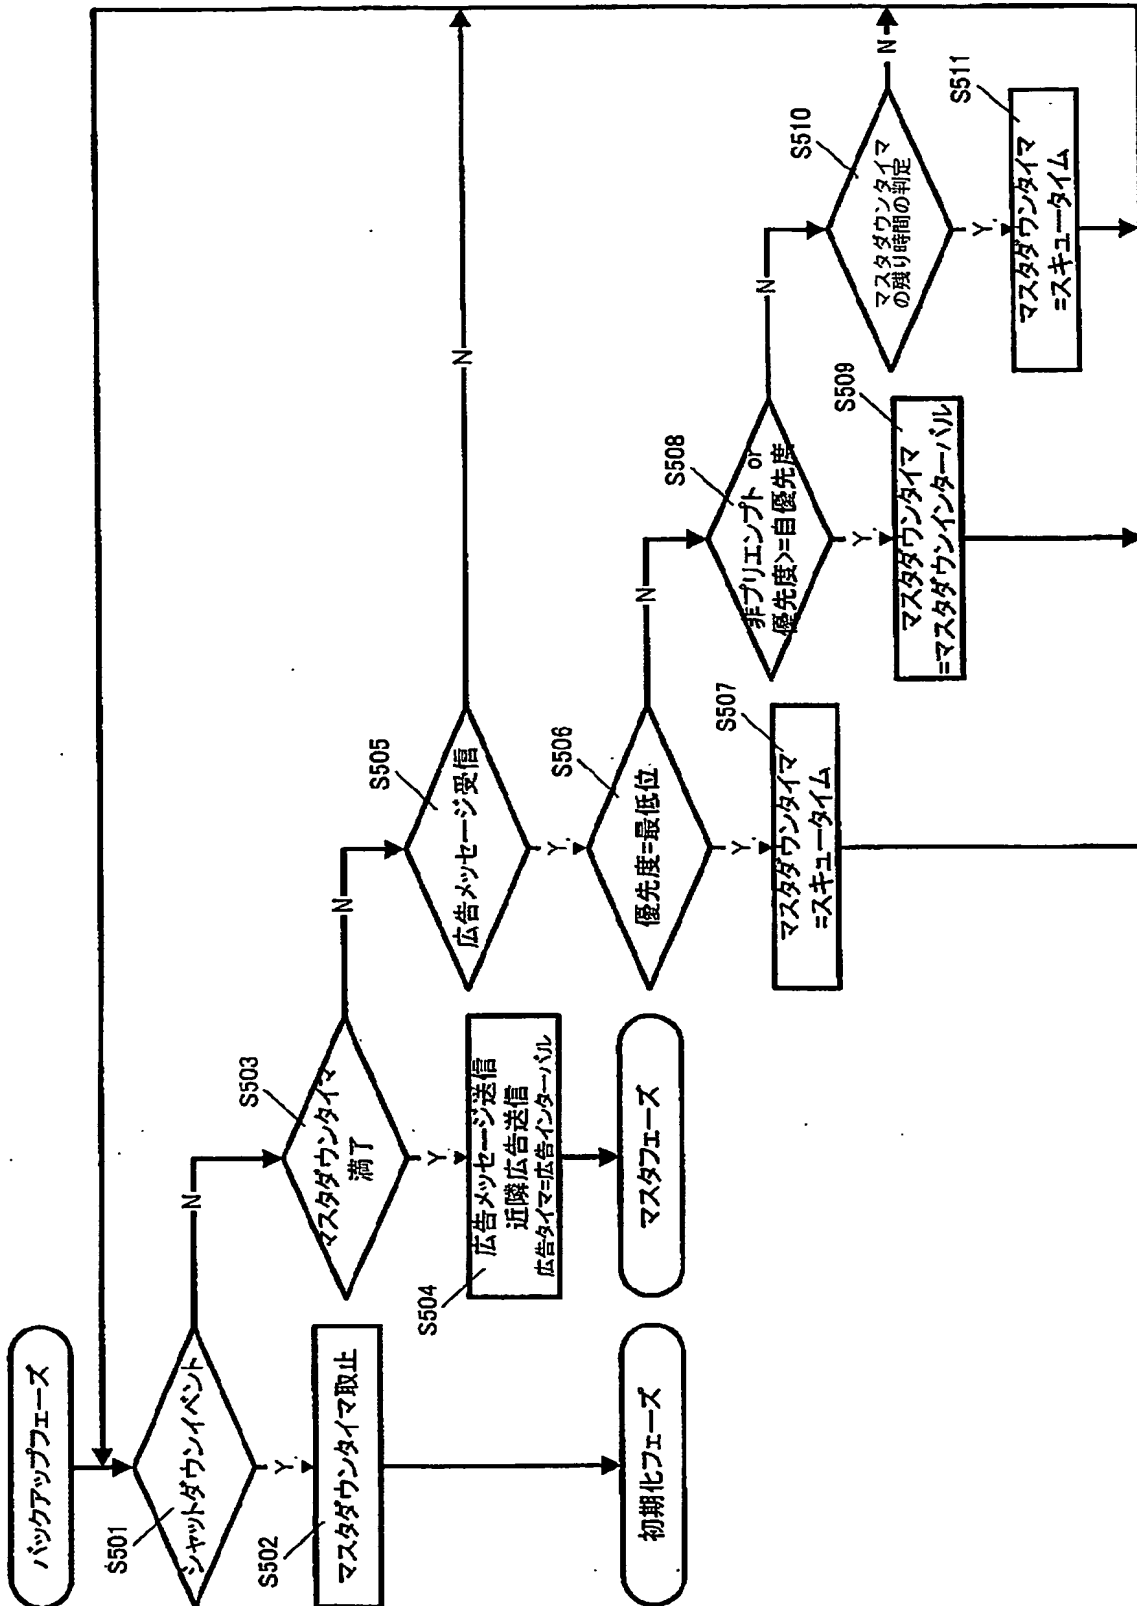 バックアップフェーズ
S501
シャットダウンイベント
N
Y
S502
マスタダウンタイマ取止
初期化フェーズ
S503
マスタダウンタイマ
満了
N
Y
S504
広告メッセージ送信
近隣広告送信
広告タイマ=広告インターバル
マスタフェーズ
S505
広告メッセージ受信
N
Y
S506
優先度=最低位
N
Y
S507
マスタダウンタイマ
=スキュータイム
S508
非プリエンプト or
優先度>=自優先度
N
Y
S509
マスタダウンタイマ
=マスタダウンインターバル
S510
マスタダウンタイマ
の残り時間の判定
N
Y
S511
マスタダウンタイマ
=スキュータイム